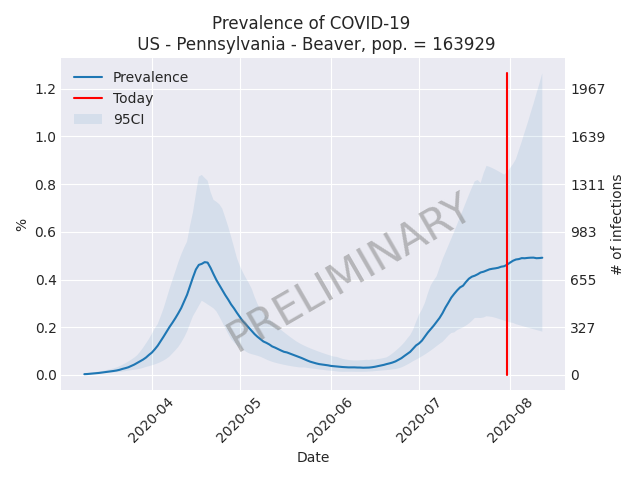 Prevalence of COVID-19
US - Pennsylvania - Beaver, pop. = 163929
Prevalence
Today
95CI
1.2
1.0
0.8
0.6
0.4
0.2
0.0
%
1967
1639
1311
983
655
327
0
# of infections
PRELIMINARY
2020-04
2020-05
2020-06
2020-07
2020-08
Date